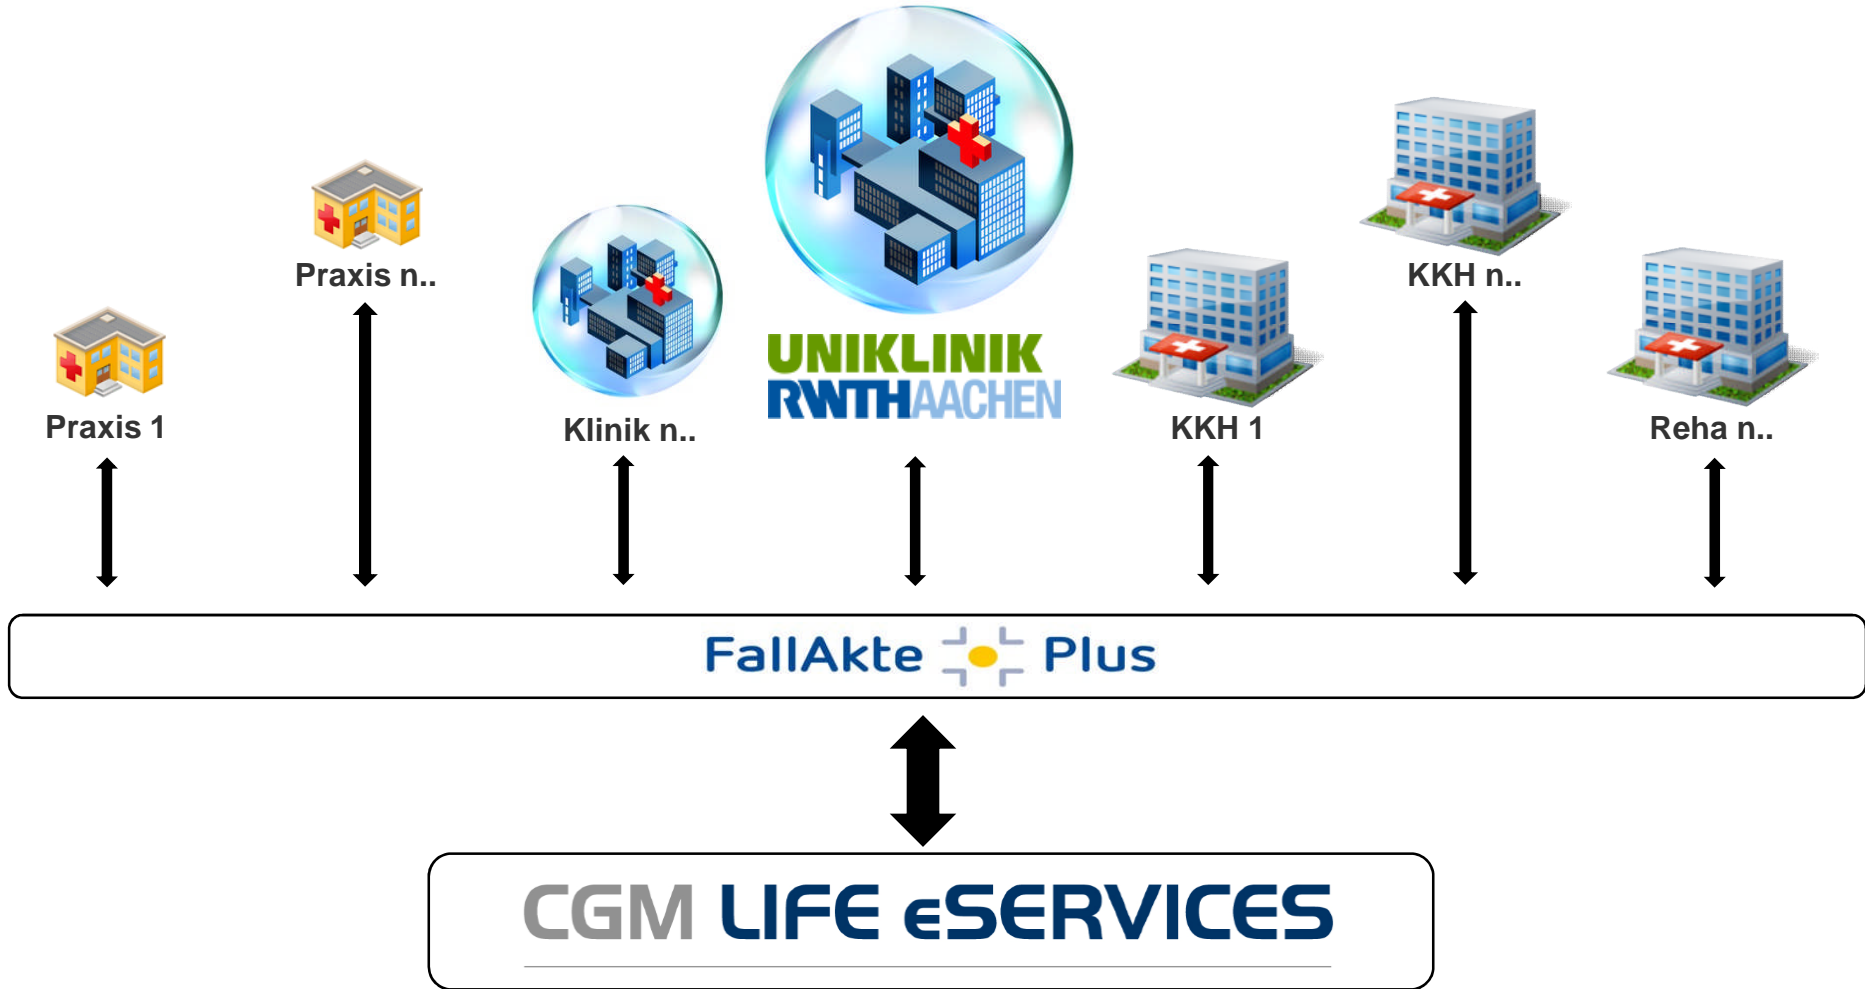 Praxis n..
KKH n..
UNIKLINIK
RWTHAACHEN
Praxis 1
Klinik n..
KKH 1
Reha n..
FallAkte Plus
CGM LIFE eSERVICES